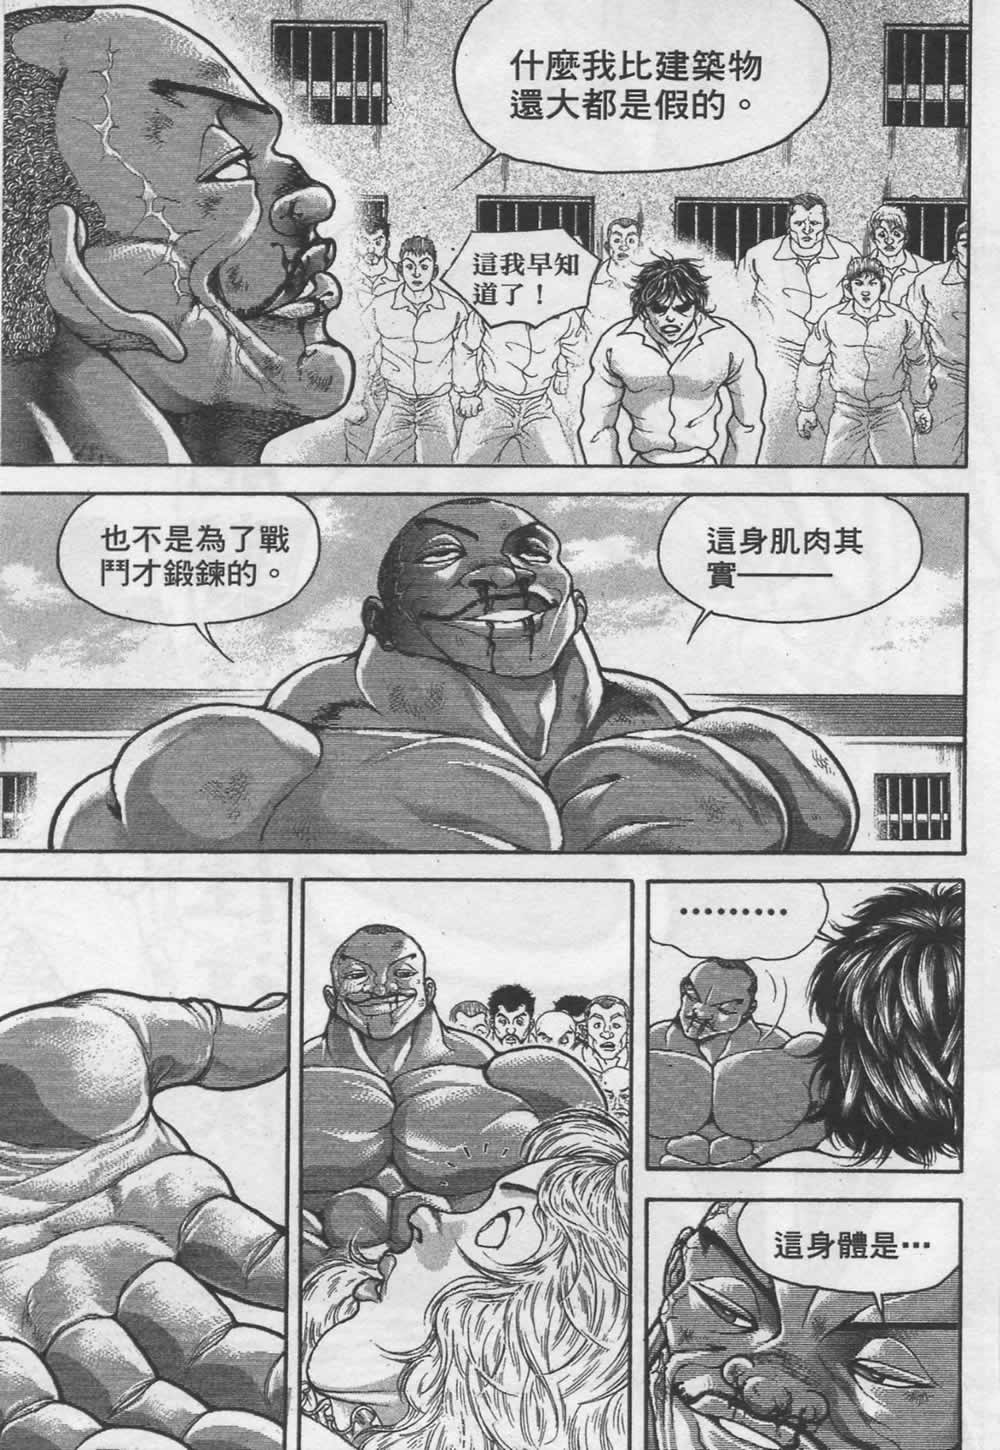 什麼我比建築物
還大都是假的。
這我早知
道了！
這身肌肉其
實———
也不是為了戰
鬥才鍛鍊的。
………
這身體是…